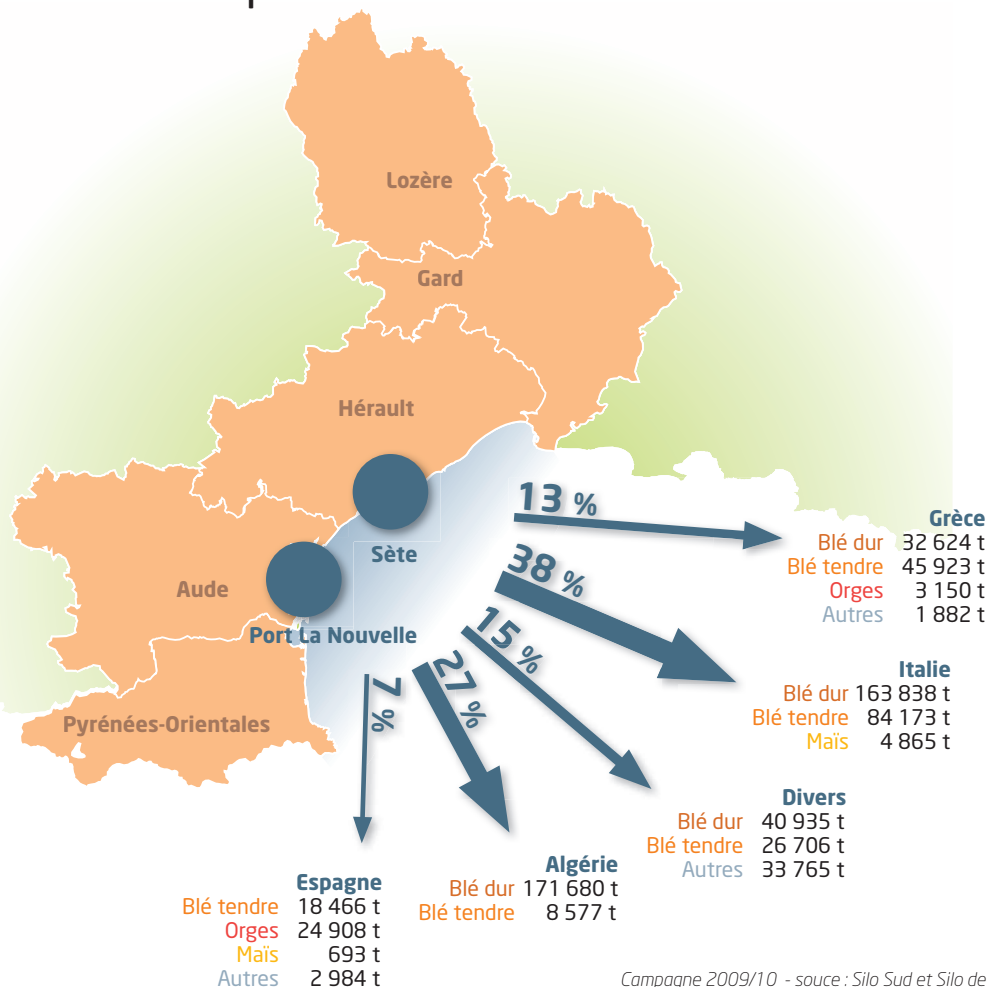 Lozère
Gard
Hérault
Sète
Aude
Port La Nouvelle
Pyrénées-Orientales
13 %
38 %
15 %
27 %
7 %
Grèce
Blé dur 32 624 t
Blé tendre 45 923 t
Orges 3 150 t
Autres 1 882 t
Italie
Blé dur 163 838 t
Blé tendre 84 173 t
Maïs 4 865 t
Divers
Blé dur 40 935 t
Blé tendre 26 706 t
Autres 33 765 t
Algérie
Blé dur 171 680 t
Blé tendre 8 577 t
Espagne
Blé tendre 18 466 t
Orges 24 908 t
Maïs 693 t
Autres 2 984 t
Campagne 2009/10 - souce : Silo Sud et Silo de